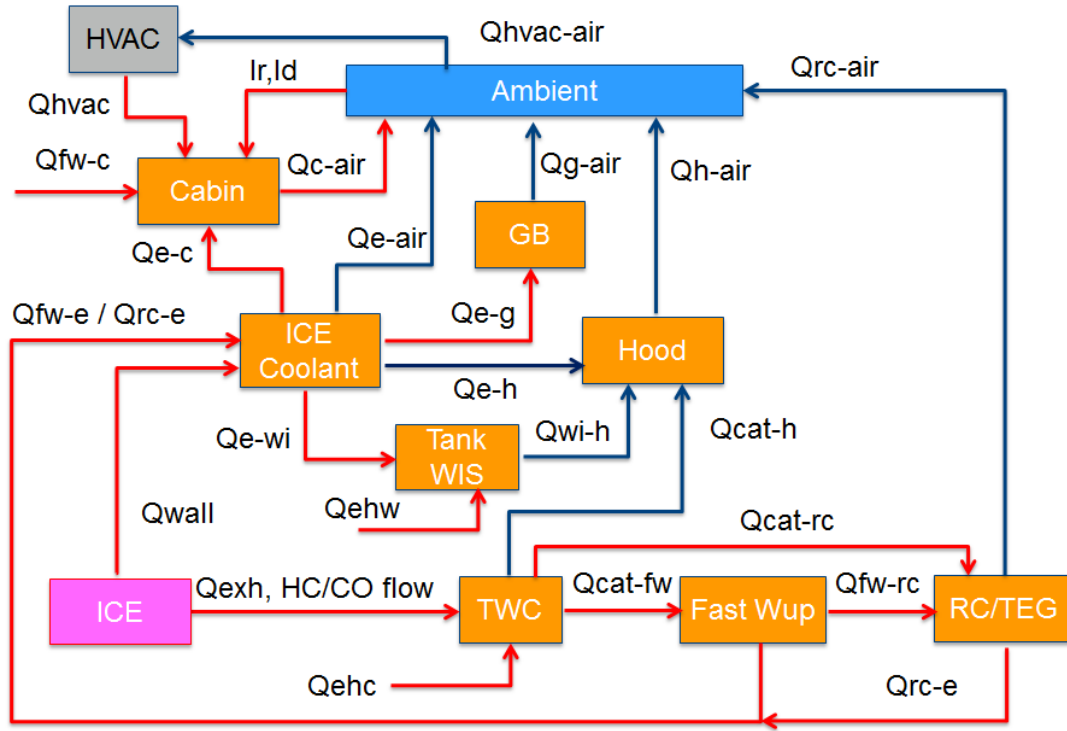 HVAC
Qhvac-air
Ir,Id
Qrc-air
Ambient
Qhvac
Qfw-c
Qc-air
Qg-air
Qh-air
Cabin
GB
Qe-c
Qe-air
Qfw-e / Qrc-e
ICE
Coolant
Qe-g
Hood
Qe-h
Qe-wi
Tank
WIS
Qwi-h
Qcat-h
Qehw
Qwall
Qcat-rc
Qexh, HC/CO flow
Qcat-fw
Qfw-rc
ICE
TWC
Fast Wup
RC/TEG
Qehc
Qrc-e